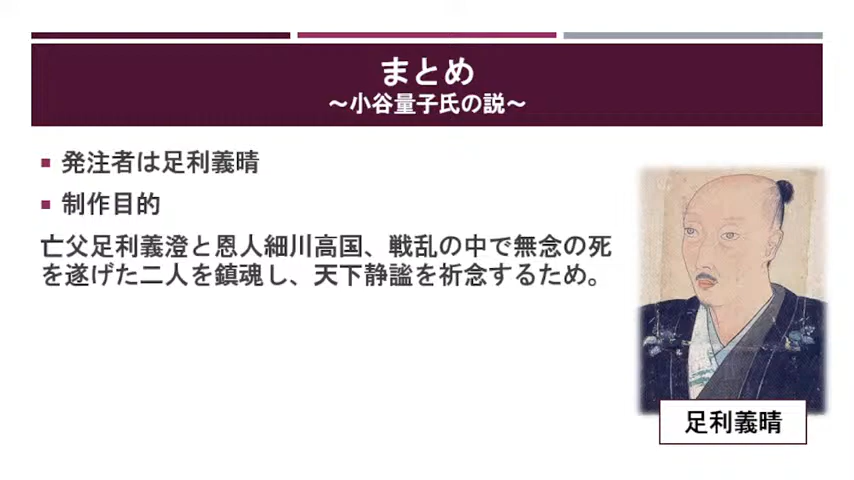 まとめ
～小谷量子氏の説～
発注者は足利義晴
制作目的
亡父足利義澄と恩人細川高国、戦乱の中で無念の死
を遂げた二人を鎮魂し、天下静謐を祈念するため。
足利義晴